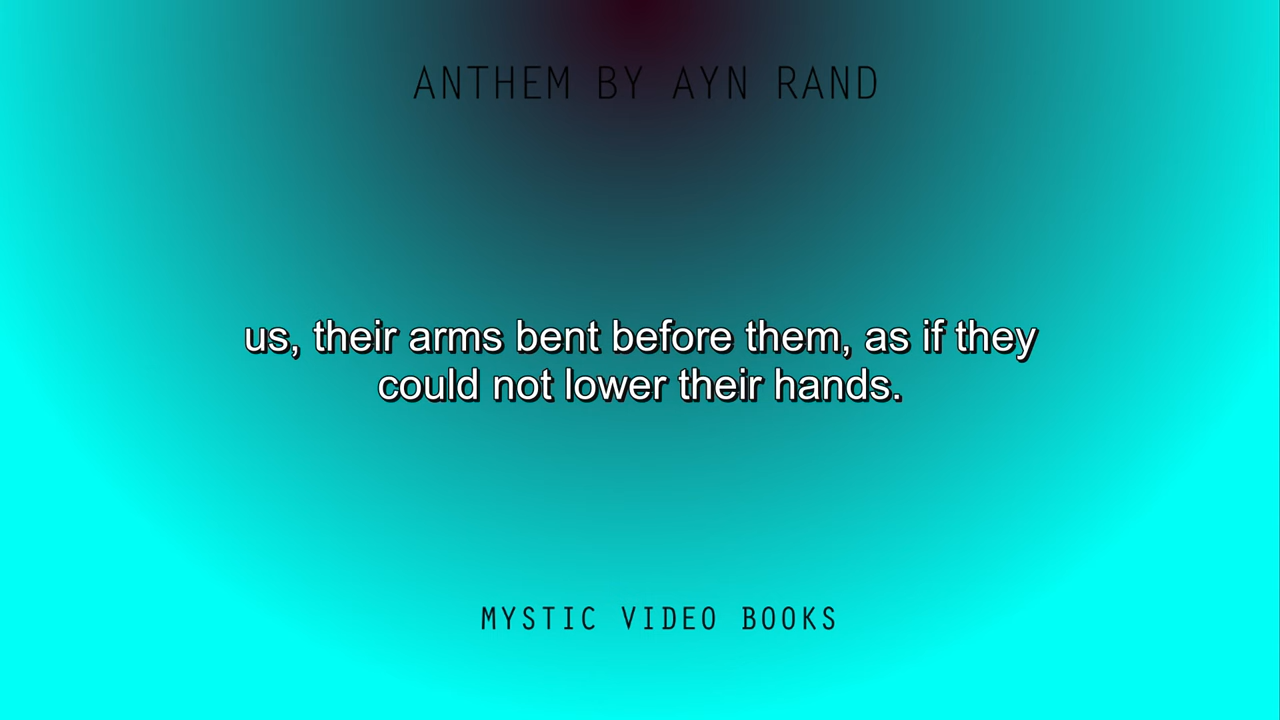 ANTHEM BY AYN RAND
us, their arms bent before them, as if they
could not lower their hands.
MYSTIC VIDEO BOOKS